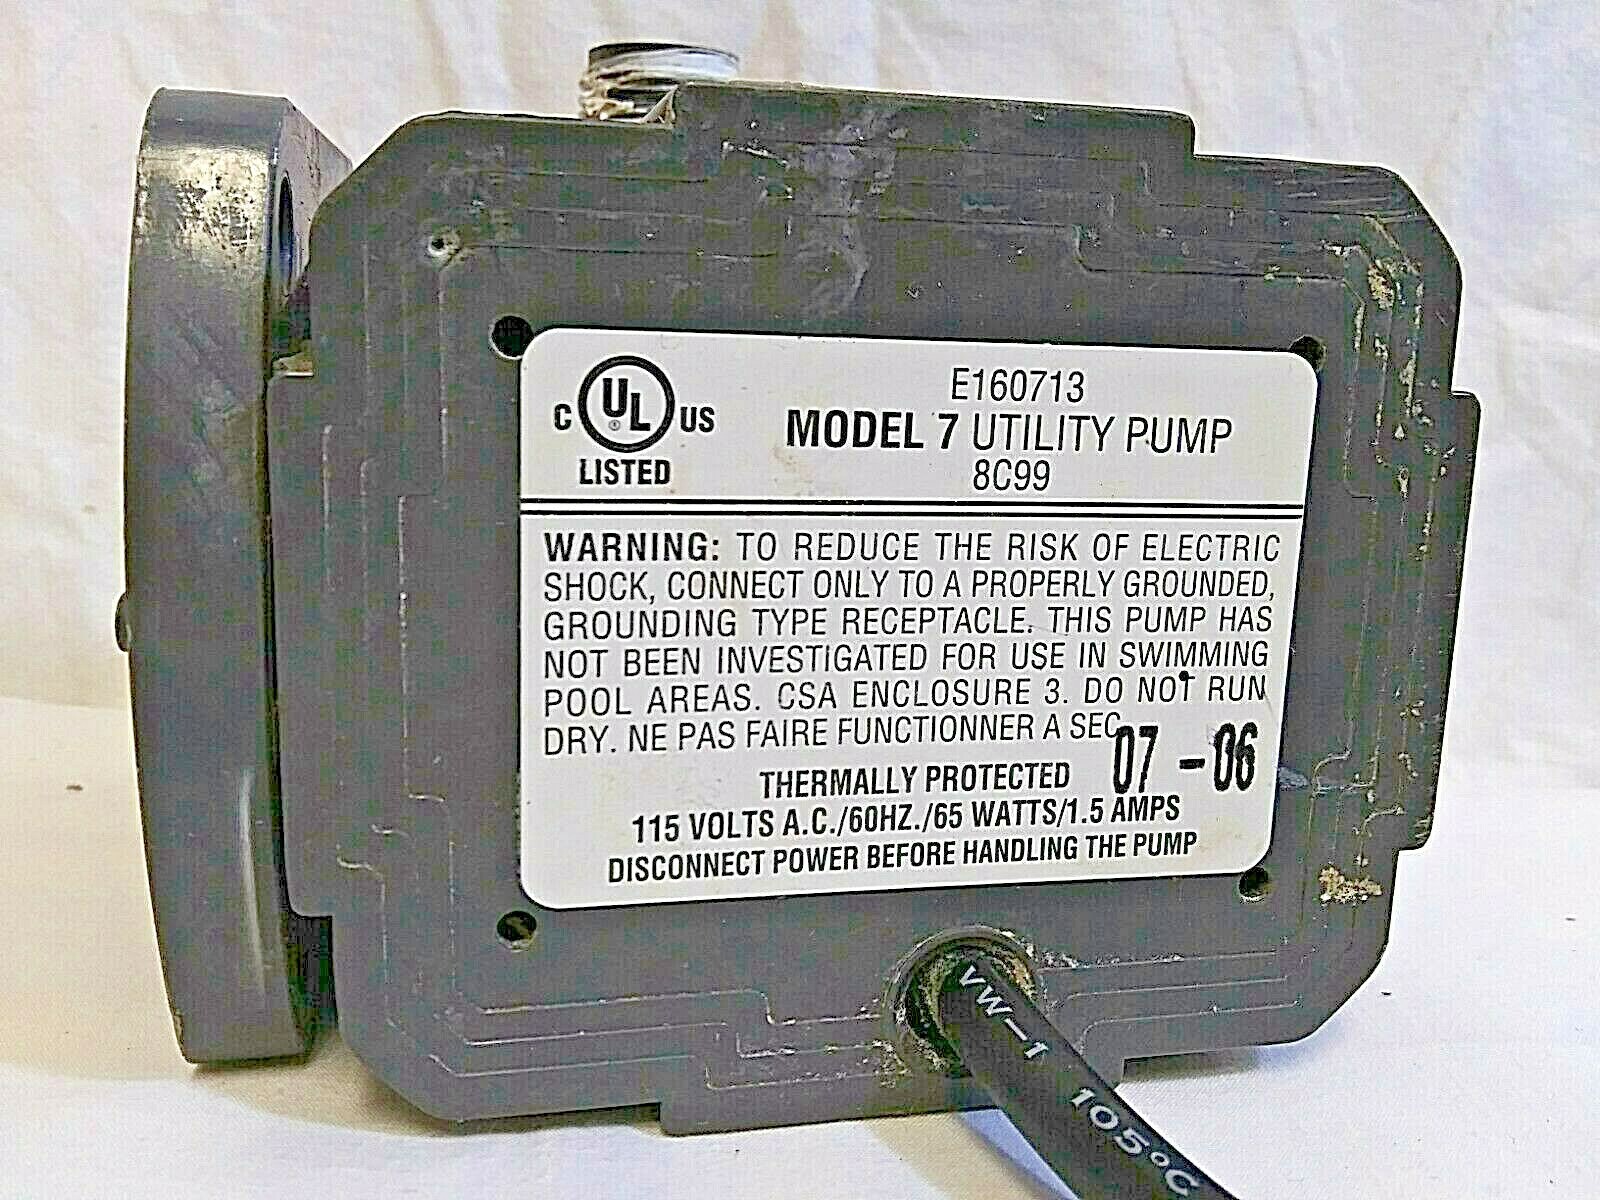 C UL ® US
LISTED
E160713
MODEL 7 UTILITY PUMP
8C99
WARNING: TO REDUCE THE RISK OF ELECTRIC
SHOCK, CONNECT ONLY TO A PROPERLY GROUNDED,
GROUNDING TYPE RECEPTACLE. THIS PUMP HAS
NOT BEEN INVESTIGATED FOR USE IN SWIMMING
POOL AREAS. CSA ENCLOSURE 3. DO NOT RUN
DRY. NE PAS FAIRE FUNCTIONNER A SEC
07-06
THERMALLY PROTECTED
115 VOLTS A.C./60HZ./65 WATTS/1.5 AMPS
DISCONNECT POWER BEFORE HANDLING THE PUMP
VW-1 105°C